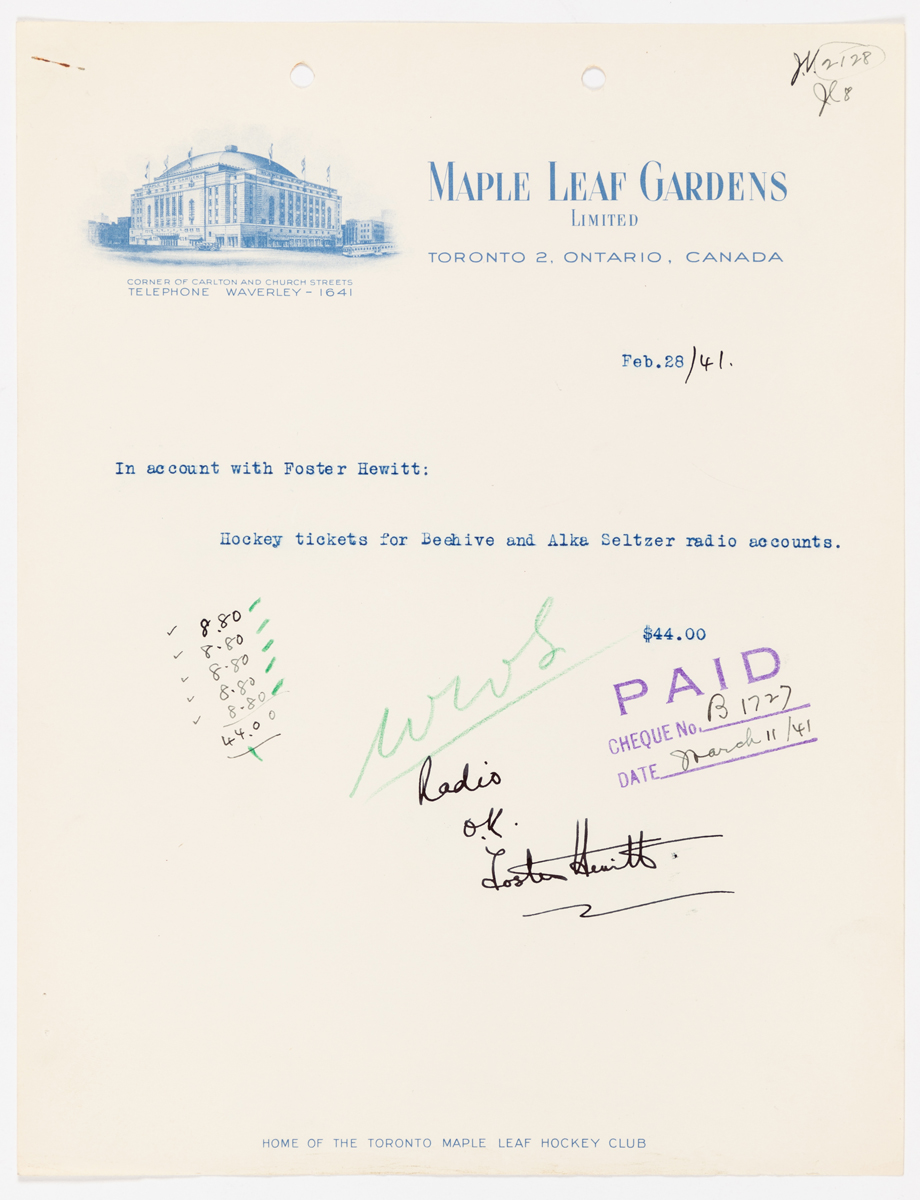 J.V. 2128
MAPLE LEAF GARDENS
LIMITED
TORONTO 2, ONTARIO, CANADA
CORNER OF CARLTON AND CHURCH STREETS
TELEPHONE WAVERLEY - 1641
Feb.28/41.
In account with Foster Hewitt:
Hockey tickets for Beehive and Alka Seltzer radio accounts.
$44.00
8.80
8.80
8.80
8.80
8.80
44.00
PAID
CHEQUE No. B 1727
DATE March 11/41
Radio
O.K.
Foster Hewitt.
HOME OF THE TORONTO MAPLE LEAF HOCKEY CLUB